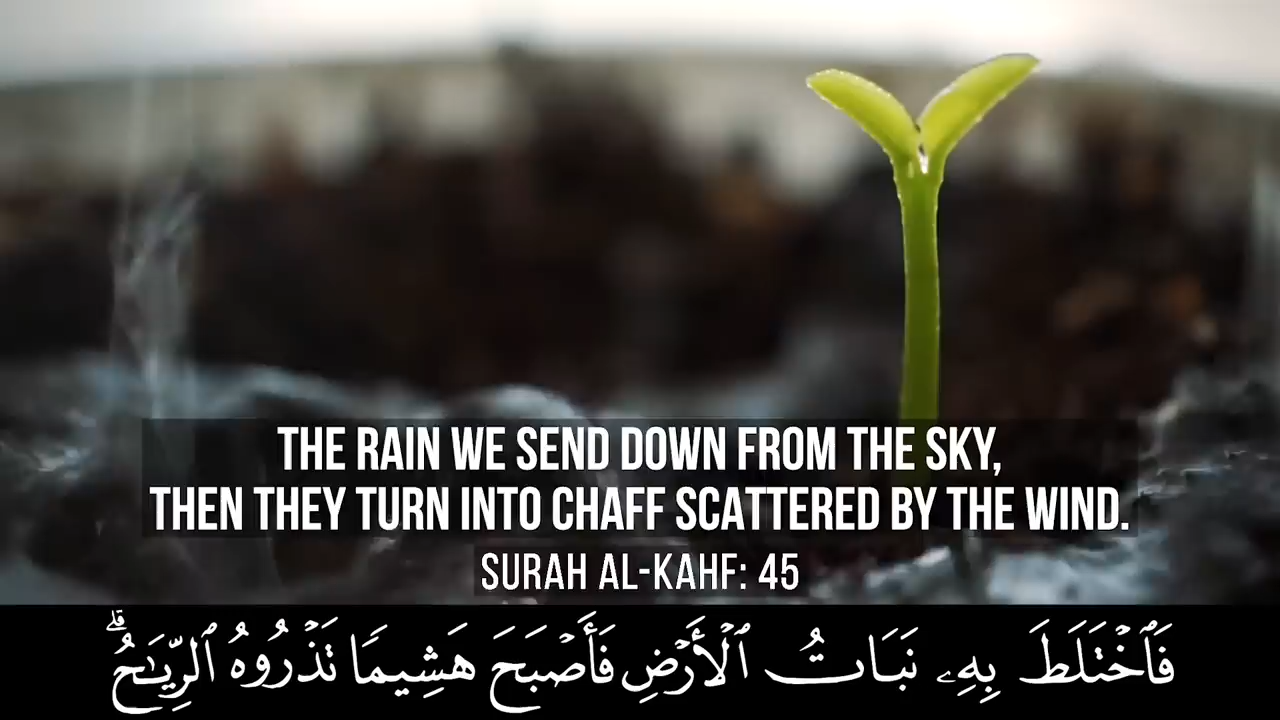 THE RAIN WE SEND DOWN FROM THE SKY,
THEN THEY TURN INTO CHAFF SCATTERED BY THE WIND.
SURAH AL-KAHF: 45
فَٱخْتَلَطَ بِهِۦ نَبَاتُ ٱلْأَرْضِ فَأَصْبَحَ هَشِيمًا تَذْرُوهُ ٱلرِّيَـٰحُ ۗ